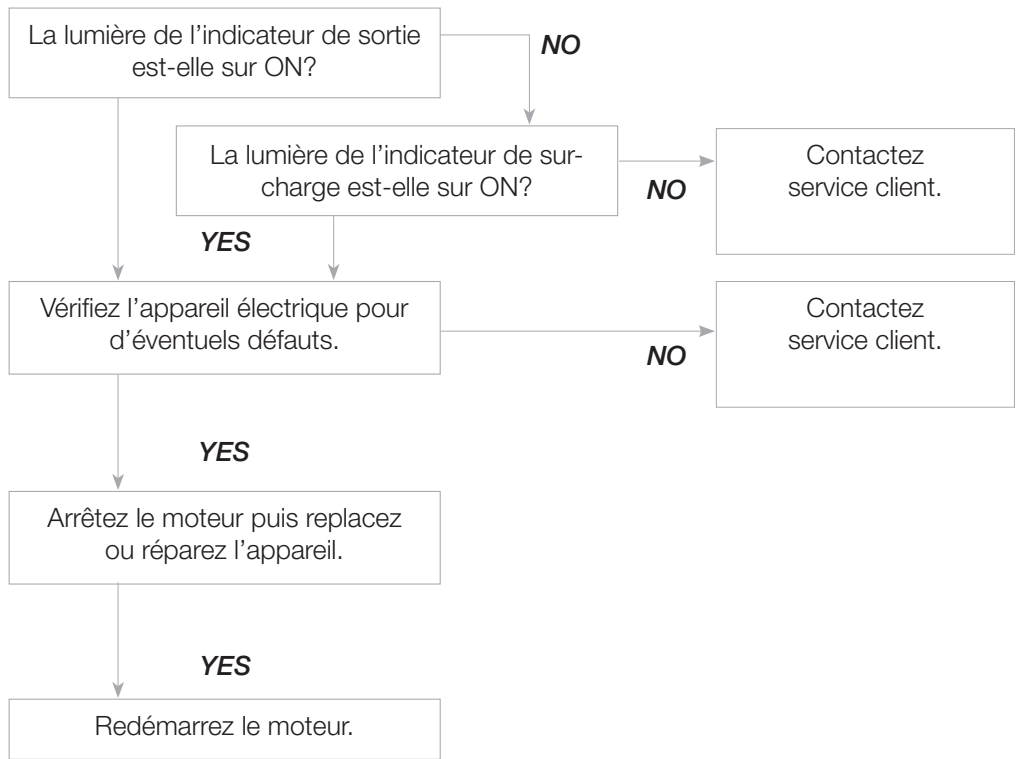 La lumière de l'indicateur de sortie
est-elle sur ON?
NO
La lumière de l'indicateur de sur-
charge est-elle sur ON?
NO
Contactez
service client.
YES
Vérifiez l'appareil électrique pour
d'éventuels défauts.
NO
Contactez
service client.
YES
Arrêtez le moteur puis replacez
ou réparez l'appareil.
YES
Redémarrez le moteur.